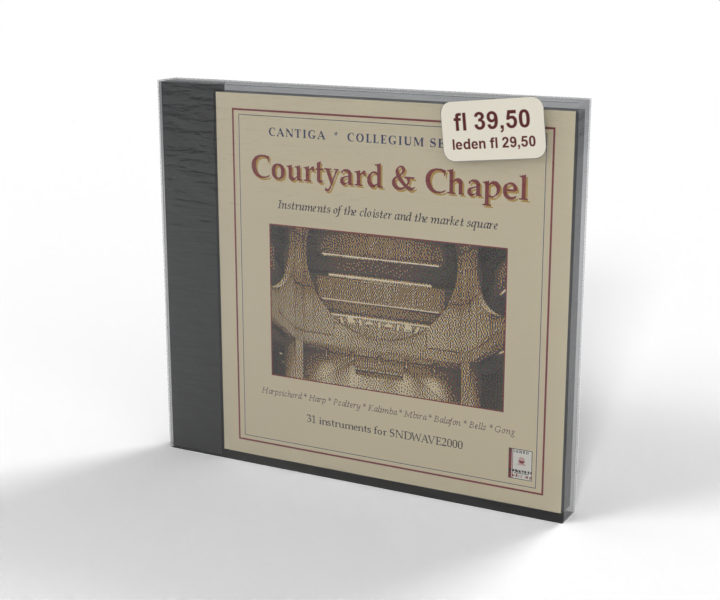 fl 39,50
leden fl 29,50
CANTIGA * COLLEGIUM
Courtyard & Chapel
Instruments of the cloister and the market square
Harpsichord * Harp * Psaltery * Kalimba * Mbira * Balafon * Bells * Gong
31 instruments for SNDWAVE2000